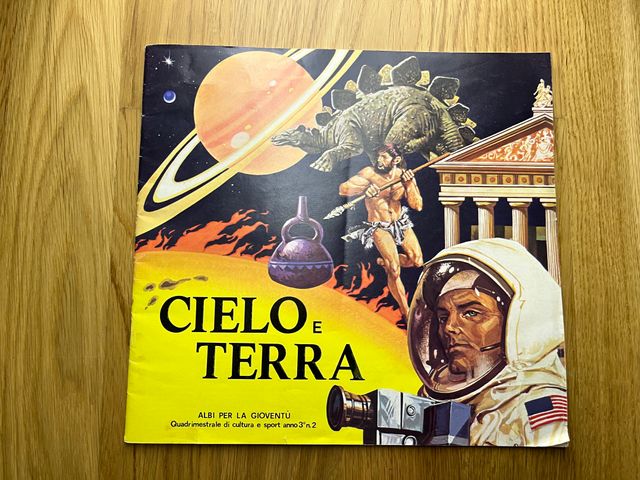 CIELO E
TERRA
ALBI PER LA GIOVENTÙ
Quadrimestrale di cultura e sport anno 3° n. 2